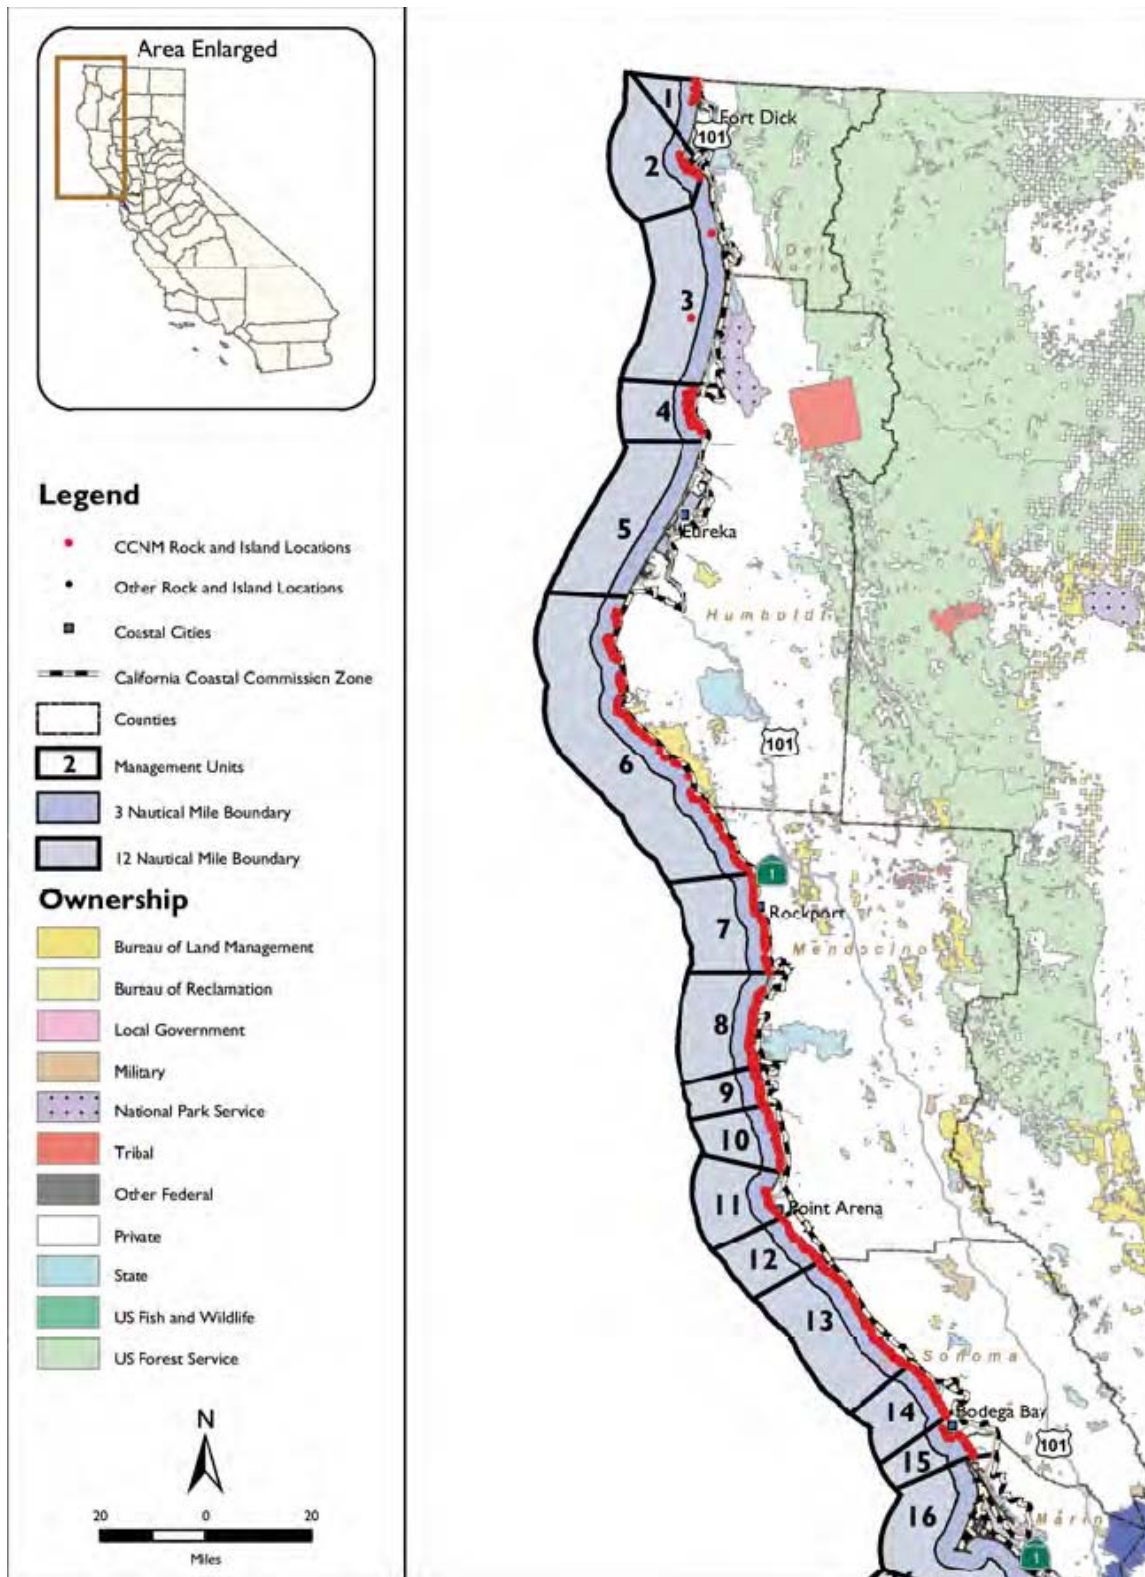 Area Enlarged
Legend
CCNM Rock and Island Locations
Other Rock and Island Locations
Coastal Cities
California Coastal Commission Zone
Counties
2 Management Units
3 Nautical Mile Boundary
12 Nautical Mile Boundary
Ownership
Bureau of Land Management
Bureau of Reclamation
Local Government
Military
National Park Service
Tribal
Other Federal
Private
State
US Fish and Wildlife
US Forest Service
N
20 0 20
Miles
1
Fort Dick
101
2
Del
Norte
3
4
5
Eureka
Humboldt
101
6
1
Rockport
7
Mendocino
8
9
10
11
Point Arena
12
13
Sonoma
14
Bodega Bay
101
15
16
Marin
1